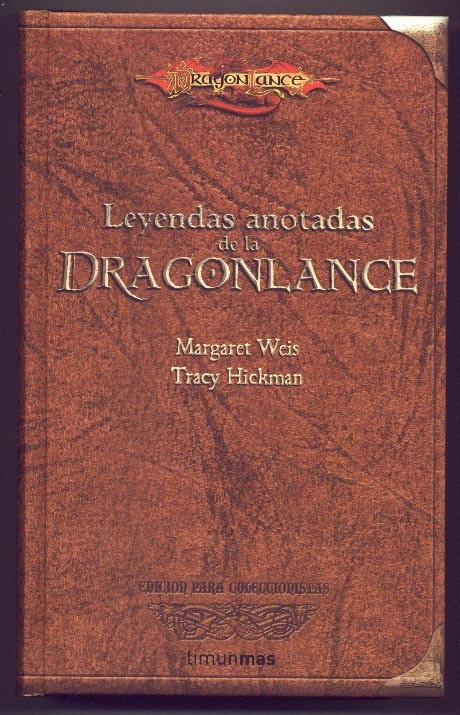 DRAGONLANCE
Leyendas anotadas
de la
DRAGONLANCE
Margaret Weis
Tracy Hickman
EDICION PARA COLECCIONISTAS
timunmas